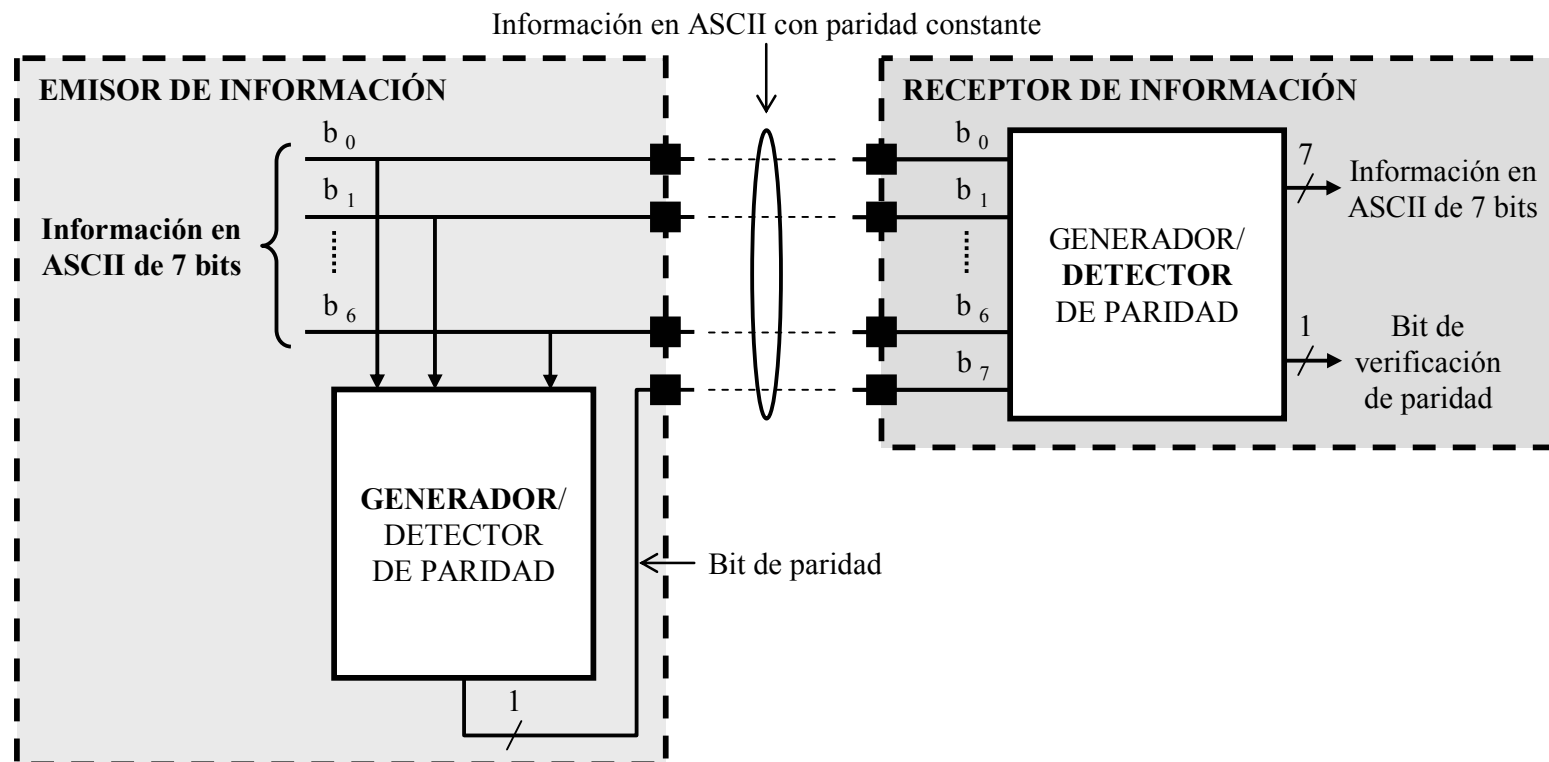 Información en ASCII con paridad constante
EMISOR DE INFORMACIÓN
b 0
b 1
b 6
Información en
ASCII de 7 bits
GENERADOR/
DETECTOR
DE PARIDAD
1
Bit de paridad
RECEPTOR DE INFORMACIÓN
b 0
b 1
b 6
b 7
GENERADOR/
DETECTOR
DE PARIDAD
7
Información en
ASCII de 7 bits
1
Bit de
verificación
de paridad